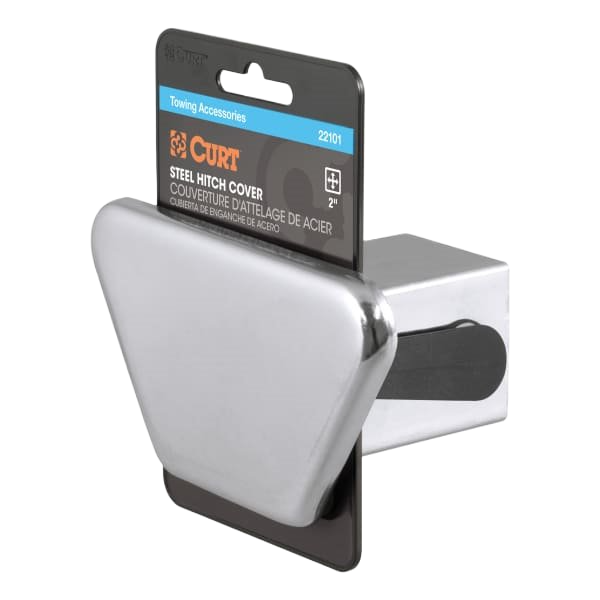 CURT
Towing Accessories
22101
CURT
STEEL HITCH COVER
COUVERTURE D'ATTELAGE DE ACIER
CUBIERTA DE ENGANCHE DE ACERO
2"